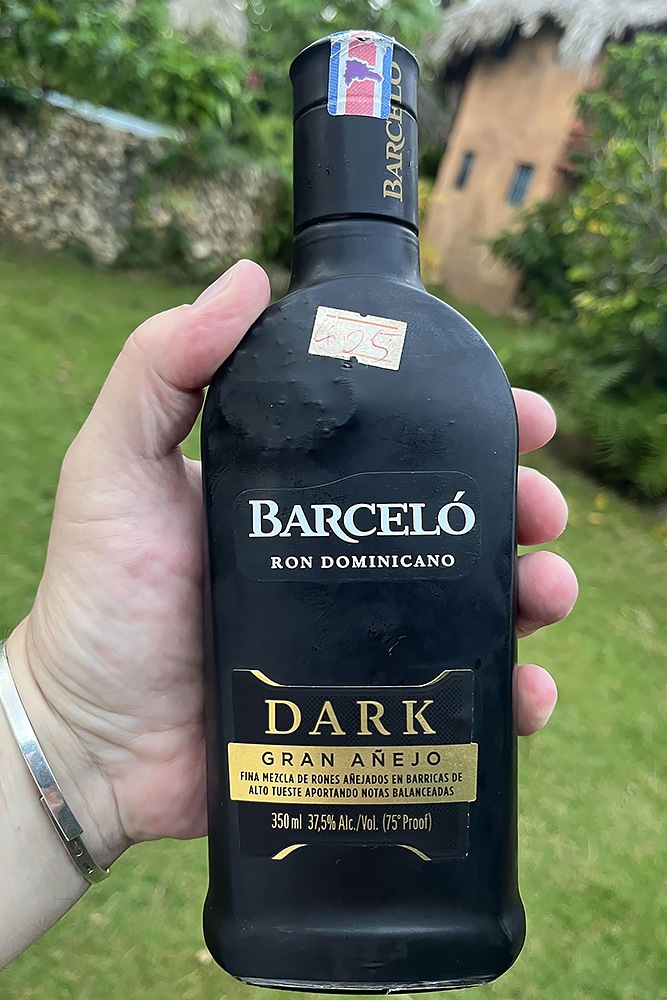 BARCELÓ
495
BARCELÓ
RON DOMINICANO
DARK
GRAN AÑEJO
FINA MEZCLA DE RONES AÑEJADOS EN BARRICAS DE
ALTO TUESTE APORTANDO NOTAS BALANCEADAS
350 ml 37,5% Alc./Vol. (75° Proof)